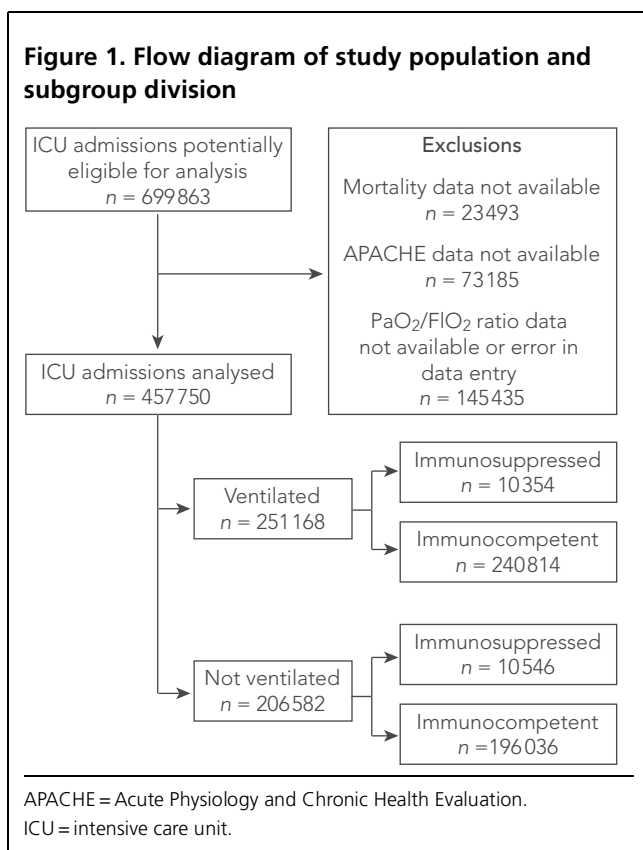 Figure 1. Flow diagram of study population and
subgroup division
ICU admissions potentially
eligible for analysis
n = 699863
Exclusions
Mortality data not available
n = 23493
APACHE data not available
n = 73185
PaO₂/FIO₂ ratio data
not available or error in
data entry
n = 145435
ICU admissions analysed
n = 457750
Ventilated
n = 251168
Immunosuppressed
n = 10354
Immunocompetent
n = 240814
Not ventilated
n = 206582
Immunosuppressed
n = 10546
Immunocompetent
n =196036
APACHE = Acute Physiology and Chronic Health Evaluation.
ICU = intensive care unit.